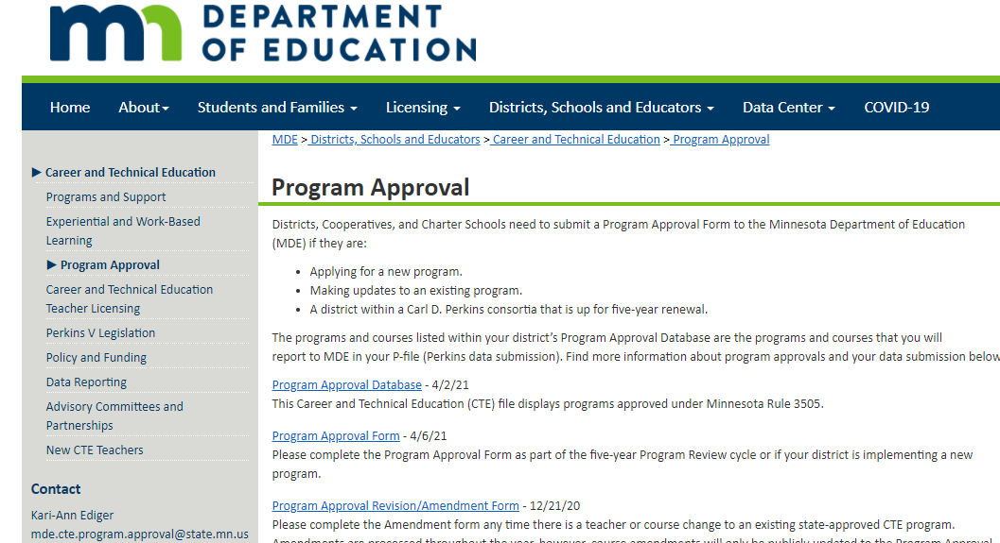 mn DEPARTMENT
OF EDUCATION
Home About Students and Families Licensing Districts, Schools and Educators Data Center COVID-19
MDE > Districts, Schools and Educators > Career and Technical Education > Program Approval
Career and Technical Education
Programs and Support
Experiential and Work-Based
Learning
Program Approval
Career and Technical Education
Teacher Licensing
Perkins V Legislation
Policy and Funding
Data Reporting
Advisory Committees and
Partnerships
New CTE Teachers
Contact
Kari-Ann Ediger
mde.cte.program.approval@state.mn.us
Program Approval
Districts, Cooperatives, and Charter Schools need to submit a Program Approval Form to the Minnesota Department of Education
(MDE) if they are:
• Applying for a new program.
• Making updates to an existing program.
• A district within a Carl D. Perkins consortia that is up for five-year renewal.
The programs and courses listed within your district's Program Approval Database are the programs and courses that you will
report to MDE in your P-file (Perkins data submission). Find more information about program approvals and your data submission below
Program Approval Database - 4/2/21
This Career and Technical Education (CTE) file displays programs approved under Minnesota Rule 3505.
Program Approval Form - 4/6/21
Please complete the Program Approval Form as part of the five-year Program Review cycle or if your district is implementing a new
program.
Program Approval Revision/Amendment Form - 12/21/20
Please complete the Amendment form any time there is a teacher or course change to an existing state-approved CTE program.
Amendments are processed throughout the year, however, course amendments will only be publicly updated to the Program Approval